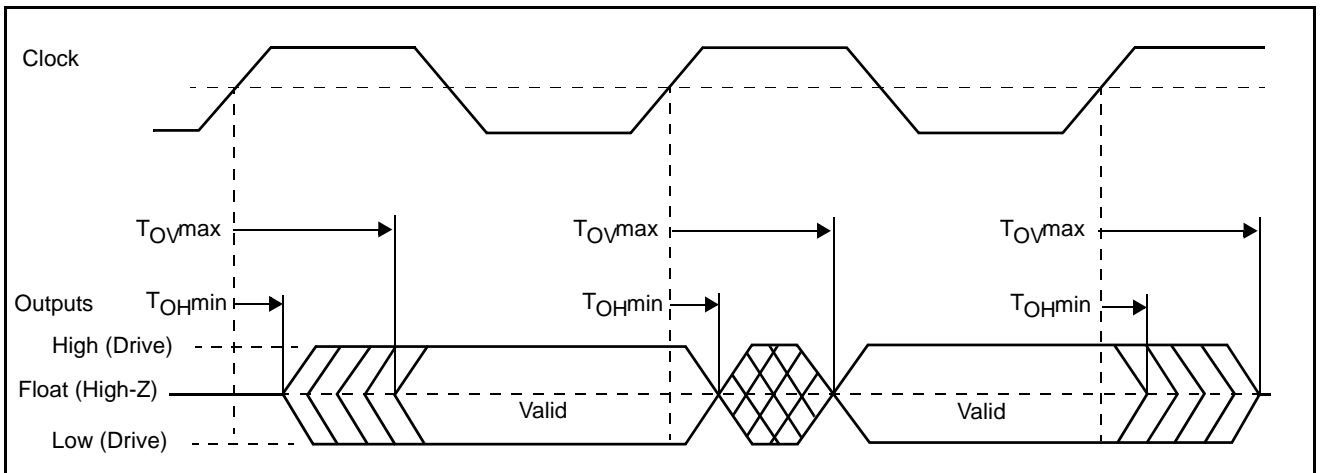 Clock
TOVmax TOVmax TOVmax
Outputs TOHmin TOHmin TOHmin
High (Drive)
Float (High-Z)
Valid Valid
Low (Drive)